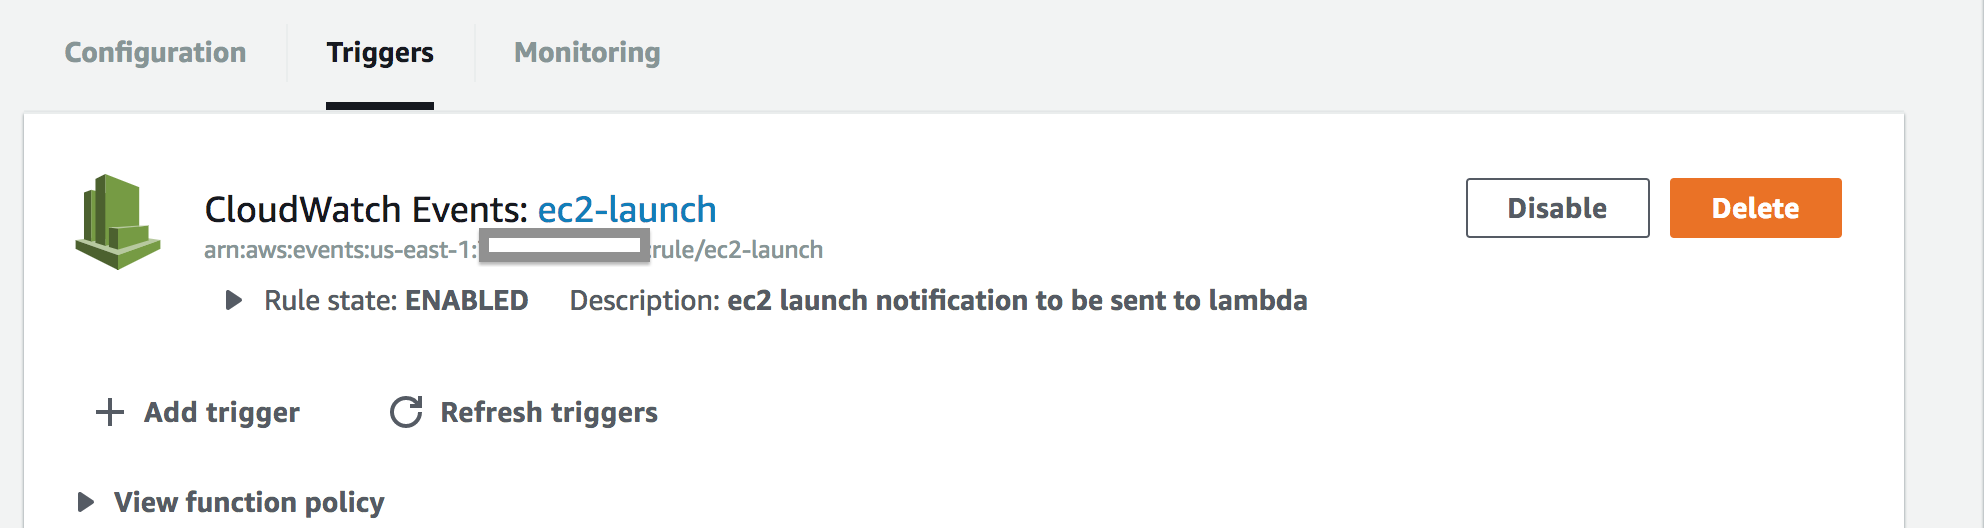 Configuration Triggers Monitoring
CloudWatch Events: ec2-launch Disable Delete
arn:aws:events:us-east-1: :rule/ec2-launch
Rule state: ENABLED Description: ec2 launch notification to be sent to lambda
Add trigger Refresh triggers
View function policy